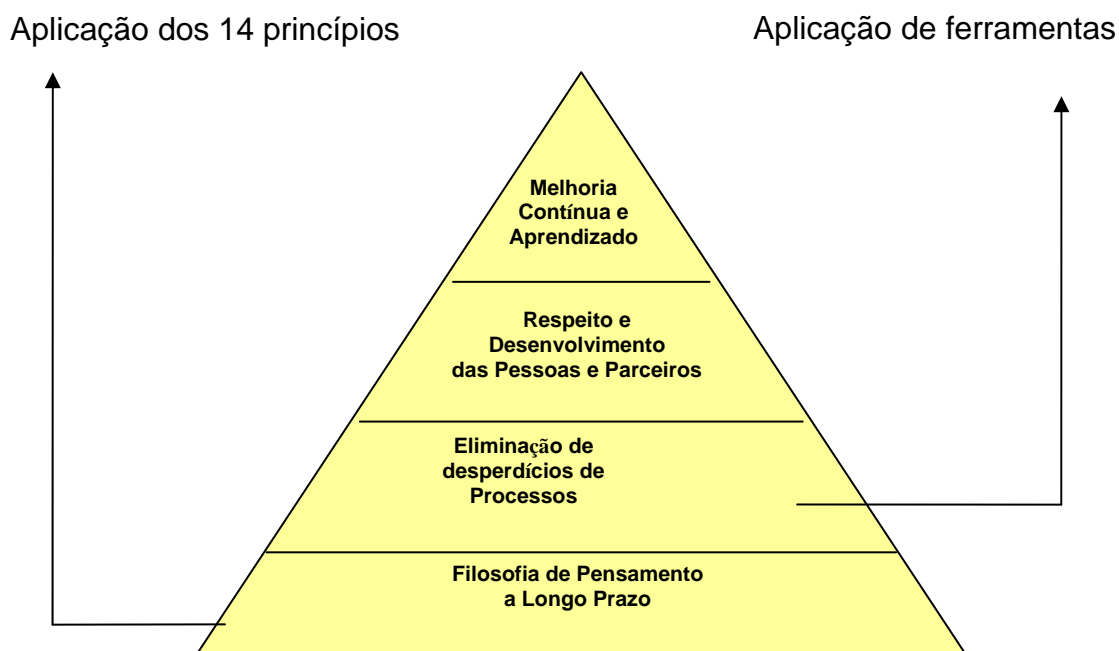 Aplicação dos 14 princípios
Aplicação de ferramentas
Melhoria
Contínua e
Aprendizado
Respeito e
Desenvolvimento
das Pessoas e Parceiros
Eliminação de
desperdícios de
Processos
Filosofia de Pensamento
a Longo Prazo